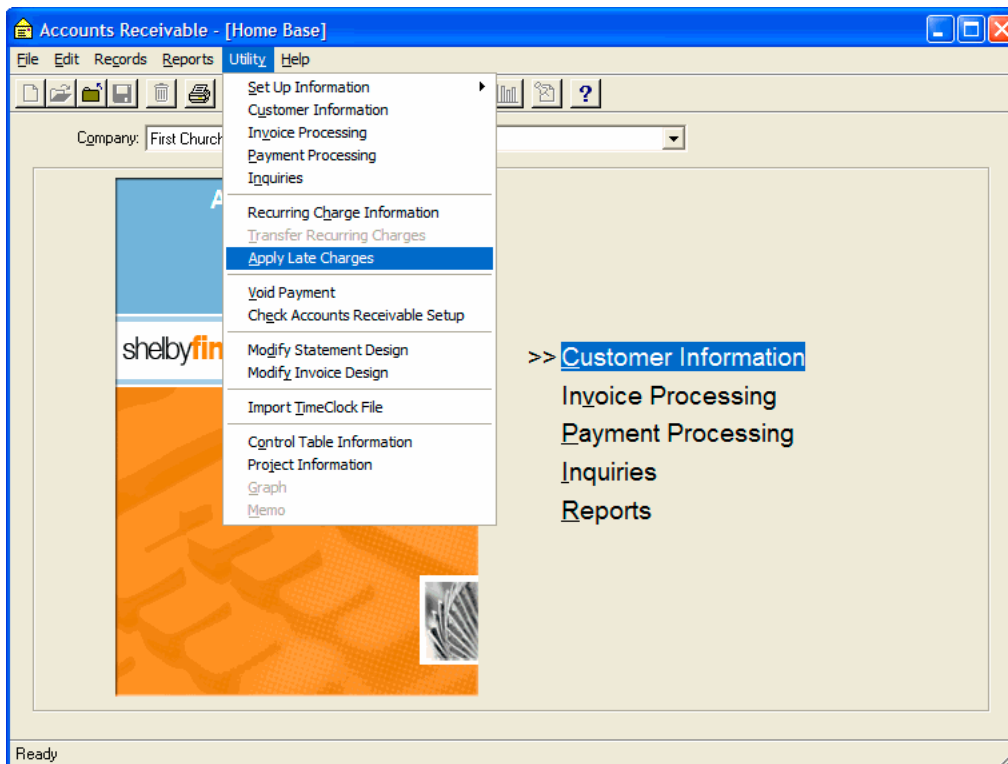 Accounts Receivable - [Home Base]
File Edit Records Reports Utility Help
Company: First Church
Set Up Information
Customer Information
Invoice Processing
Payment Processing
Inquiries
Recurring Charge Information
Transfer Recurring Charges
Apply Late Charges
Void Payment
Check Accounts Receivable Setup
Modify Statement Design
Modify Invoice Design
Import TimeClock File
Control Table Information
Project Information
Graph
Memo
A
shelbyfin
>> Customer Information
Invoice Processing
Payment Processing
Inquiries
Reports
Ready